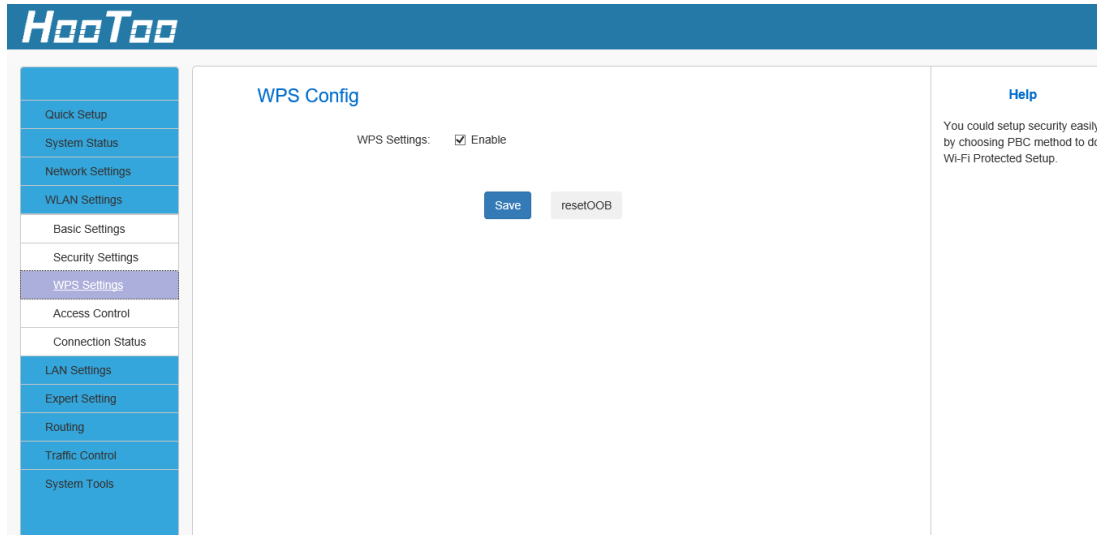 HooToo
Quick Setup
System Status
Network Settings
WLAN Settings
Basic Settings
Security Settings
WPS Settings
Access Control
Connection Status
LAN Settings
Expert Setting
Routing
Traffic Control
System Tools
WPS Config
WPS Settings: Enable
Save resetOOB
Help
You could setup security easily
by choosing PBC method to do
Wi-Fi Protected Setup.